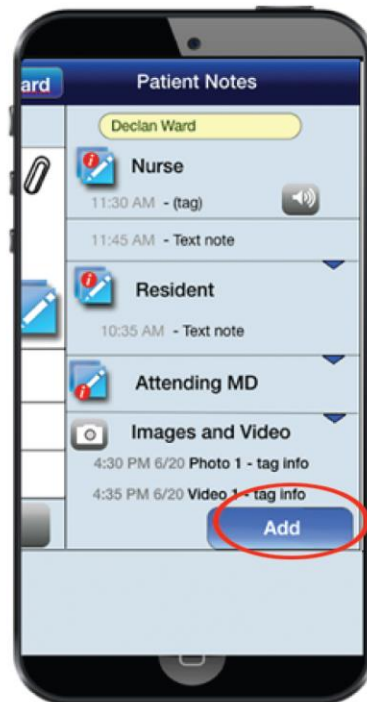 ard
Patient Notes
Declan Ward
Nurse
11:30 AM - (tag)
11:45 AM - Text note
Resident
10:35 AM - Text note
Attending MD
Images and Video
4:30 PM 6/20 Photo 1 - tag info
4:35 PM 6/20 Video 1 - tag info
Add